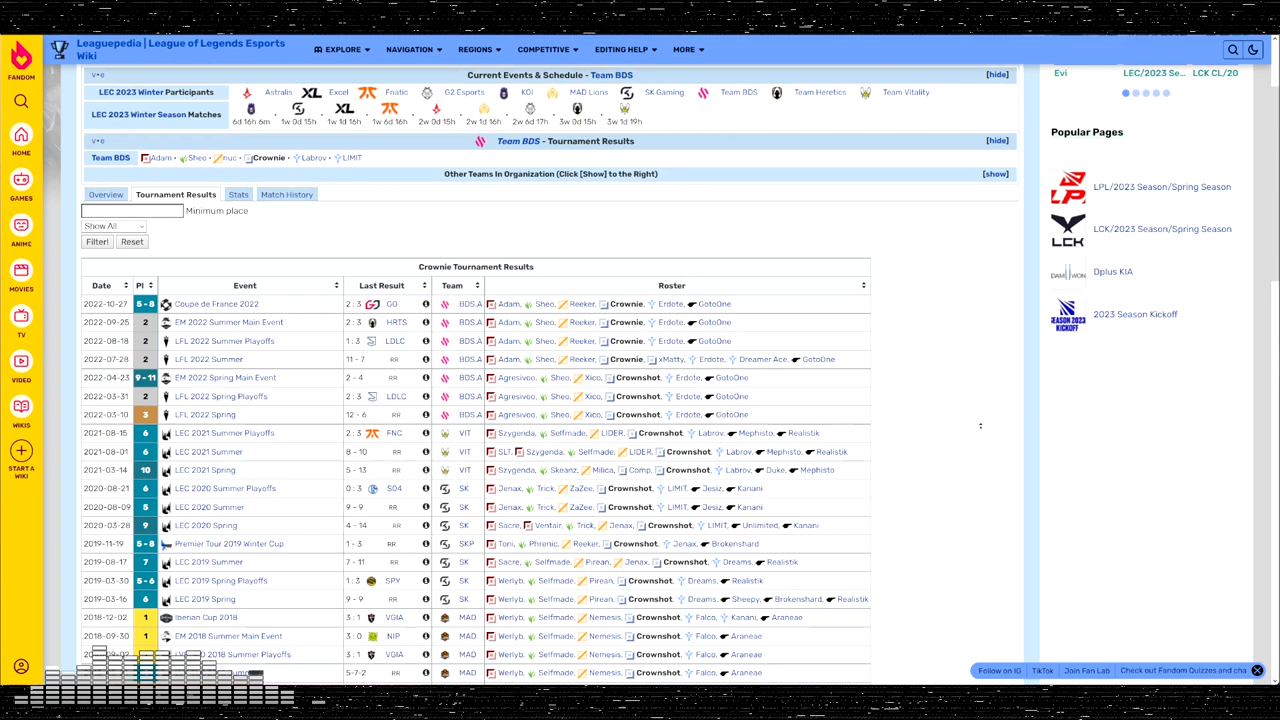 Leaguepedia | League of Legends Esports Wiki
EXPLORE NAVIGATION REGIONS COMPETITIVE EDITING HELP MORE
FANDOM
HOME
GAMES
ANIME
MOVIES
TV
VIDEO
WIKIS
START A WIKI
v•e Current Events & Schedule - Team BDS [hide]
LEC 2023 Winter Participants Astralis Excel Fnatic G2 Esports KOI MAD Lions SK Gaming Team BDS Team Heretics Team Vitality
LEC 2023 Winter Season Matches 6d 16h 6m 1w 0d 15h 1w 1d 16h 1w 6d 16h 2w 0d 15h 2w 1d 16h 2w 6d 17h 3w 0d 15h 3w 1d 19h
v•e Team BDS - Tournament Results [hide]
Team BDS Adam • Sheo • nuc • Crownie • Labrov • LIMIT
Other Teams In Organization (Click [Show] to the Right) [show]
Overview Tournament Results Stats Match History
Minimum place
Show All
Filter! Reset
Crownie Tournament Results
Date Pl Event Last Result Team Roster
2022-10-27 5 - 8 Coupe de France 2022 2 : 3 GO BDS.A Adam, Sheo, Reeker, Crownie, Erdote, GotoOne
2022-09-25 2 EM 2022 Summer Main Event 2 : 3 HRTS BDS.A Adam, Sheo, Reeker, Crownie, Erdote, GotoOne
2022-08-18 2 LFL 2022 Summer Playoffs LDLC BDS.A Adam, Sheo, Reeker, Crownie, Erdote, GotoOne
2022-07-28 2 LFL 2022 Summer 11 - 7 RR BDS.A Adam, Sheo, Reeker, Crownie, xMatty, Erdote, Dreamer Ace, GotoOne
2022-04-23 9 - 11 EM 2022 Spring Main Event 2 - 4 RR BDS.A Agresivoo, Sheo, Xico, Crownshot, Erdote, GotoOne
2022-03-31 2 LFL 2022 Spring Playoffs 2 : 3 LDLC BDS.A Agresivoo, Sheo, Xico, Crownshot, Erdote, GotoOne
2022-03-10 3 LFL 2022 Spring 12 - 6 RR BDS.A Agresivoo, Sheo, Xico, Crownshot, Erdote, GotoOne
2021-08-15 6 LEC 2021 Summer Playoffs 2 : 3 FNC VIT Szygenda, Selfmade, LIDER, Crownshot, Labrov, Mephisto, Realistik
2021-08-01 6 LEC 2021 Summer 8 - 10 RR VIT SLT, Szygenda, Selfmade, LIDER, Crownshot, Labrov, Mephisto, Realistik
2021-03-14 10 LEC 2021 Spring 5 - 13 RR VIT Szygenda, Skeanz, Milica, Comp, Crownshot, Labrov, Duke, Mephisto
2020-08-21 6 LEC 2020 Summer Playoffs 0 : 3 S04 SK Jenax, Trick, ZaZee, Crownshot, LIMIT, Jesiz, Kanani
2020-08-09 5 LEC 2020 Summer 9 - 9 RR SK Jenax, Trick, ZaZee, Crownshot, LIMIT, Jesiz, Kanani
2020-03-28 9 LEC 2020 Spring 4 - 14 RR SK Sacre, Ventair, Trick, Jenax, Crownshot, LIMIT, Unlimited, Kanani
2019-11-19 5 - 8 Premier Tour 2019 Winter Cup 1 - 3 RR SKP Toni, Phrenic, Reeker, Crownshot, Jenax, Brokenshard
2019-08-17 7 LEC 2019 Summer 7 - 11 RR SK Sacre, Selfmade, Pirean, Jenax, Crownshot, Dreams, Realistik
2019-03-30 5 - 6 LEC 2019 Spring Playoffs 1 : 3 SPY SK Werlyb, Selfmade, Pirean, Crownshot, Dreams, Realistik
2019-03-16 6 LEC 2019 Spring 9 - 9 RR SK Werlyb, Selfmade, Pirean, Crownshot, Dreams, Sheepy, Brokenshard, Realistik
2018-12-02 1 Iberian Cup 2018 3 : 1 VGIA MAD Werlyb, Selfmade, Nemesis, Crownshot, Falco, Kanani, Araneae
2018-09-30 1 EM 2018 Summer Main Event 3 : 0 NIP MAD Werlyb, Selfmade, Nemesis, Crownshot, Falco, Araneae
2018 Summer Playoffs 3 : 1 VGIA MAD Werlyb, Selfmade, Nemesis, Crownshot, Falco, Araneae
MAD Werlyb, Selfmade, Nemesis, Crownshot, Falco, Araneae
Evi LEC/2023 Se... LCK CL/20
Popular Pages
LPL/2023 Season/Spring Season
LCK/2023 Season/Spring Season
Dplus KIA
2023 Season Kickoff
Follow on IG TikTok Join Fan Lab Check out Fandom Quizzes and cha